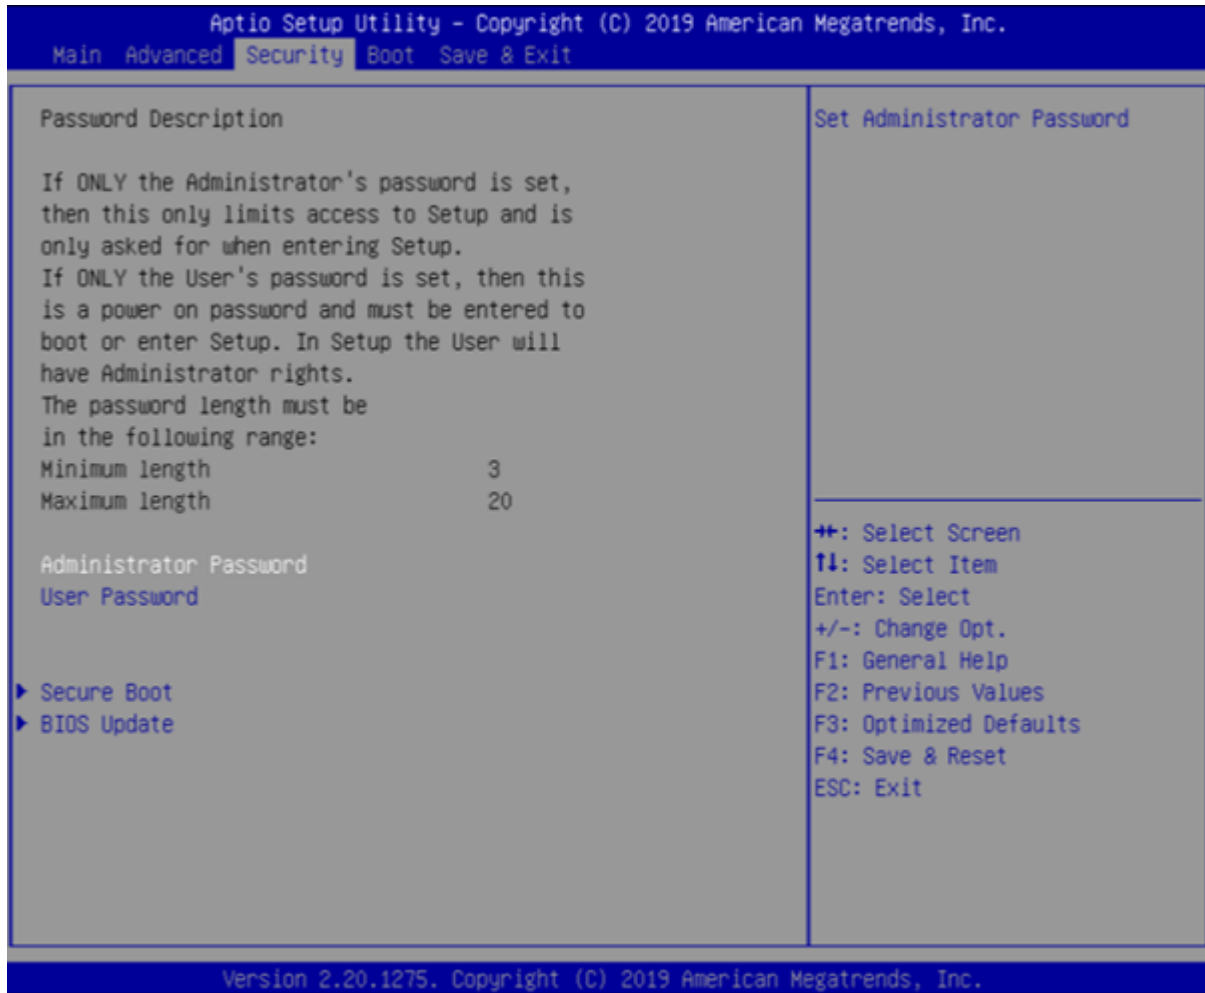 Aptio Setup Utility – Copyright (C) 2019 American Megatrends, Inc.
Main Advanced Security Boot Save & Exit
Password Description
If ONLY the Administrator's password is set,
then this only limits access to Setup and is
only asked for when entering Setup.
If ONLY the User's password is set, then this
is a power on password and must be entered to
boot or enter Setup. In Setup the User will
have Administrator rights.
The password length must be
in the following range:
Minimum length 3
Maximum length 20
Administrator Password
User Password
Secure Boot
BIOS Update
Set Administrator Password
→←: Select Screen
↑↓: Select Item
Enter: Select
+/-: Change Opt.
F1: General Help
F2: Previous Values
F3: Optimized Defaults
F4: Save & Reset
ESC: Exit
Version 2.20.1275. Copyright (C) 2019 American Megatrends, Inc.